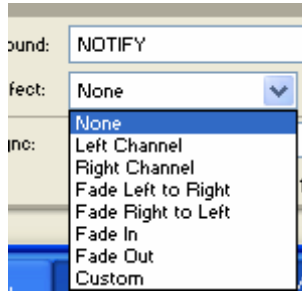 ound: NOTIFY
fect: None
None
ync: Left Channel
Right Channel
Fade Left to Right
Fade Right to Left
Fade In
Fade Out
Custom